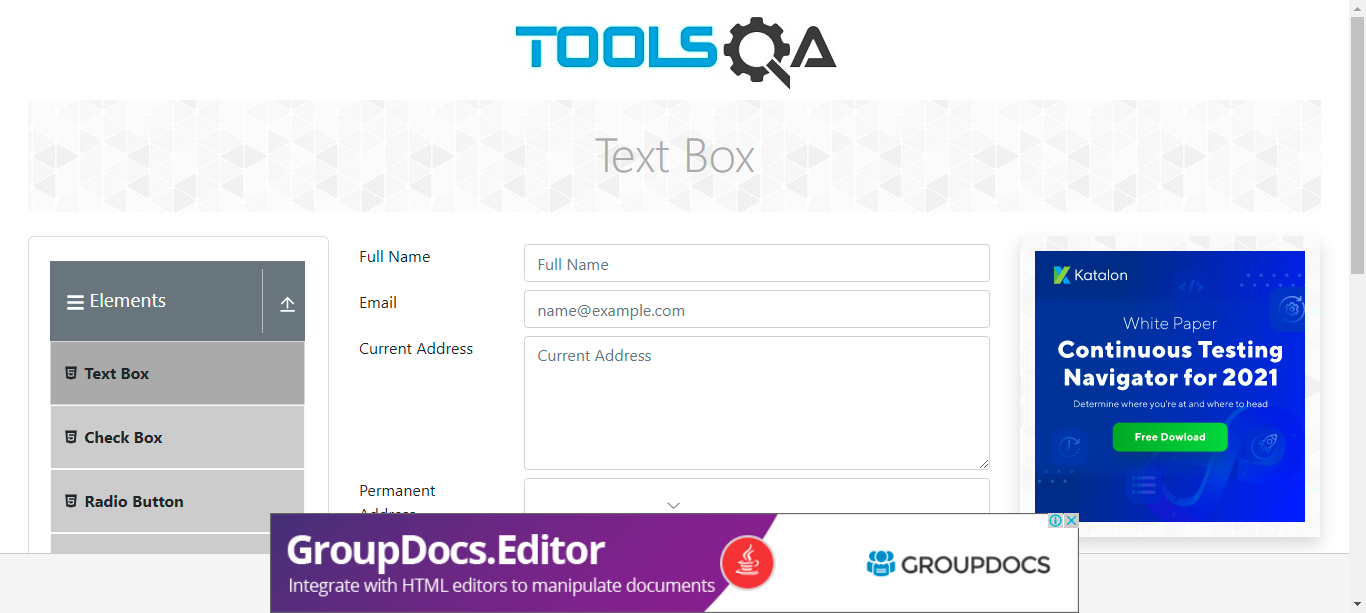 TOOLSQA
Text Box
Elements
Text Box
Check Box
Radio Button
Full Name
Full Name
Email
name@example.com
Current Address
Current Address
Permanent
Address
Katalon
White Paper
Continuous Testing
Navigator for 2021
Determine where you're at and where to head
Free Dowload
GroupDocs.Editor
Integrate with HTML editors to manipulate documents
GROUPDOCS